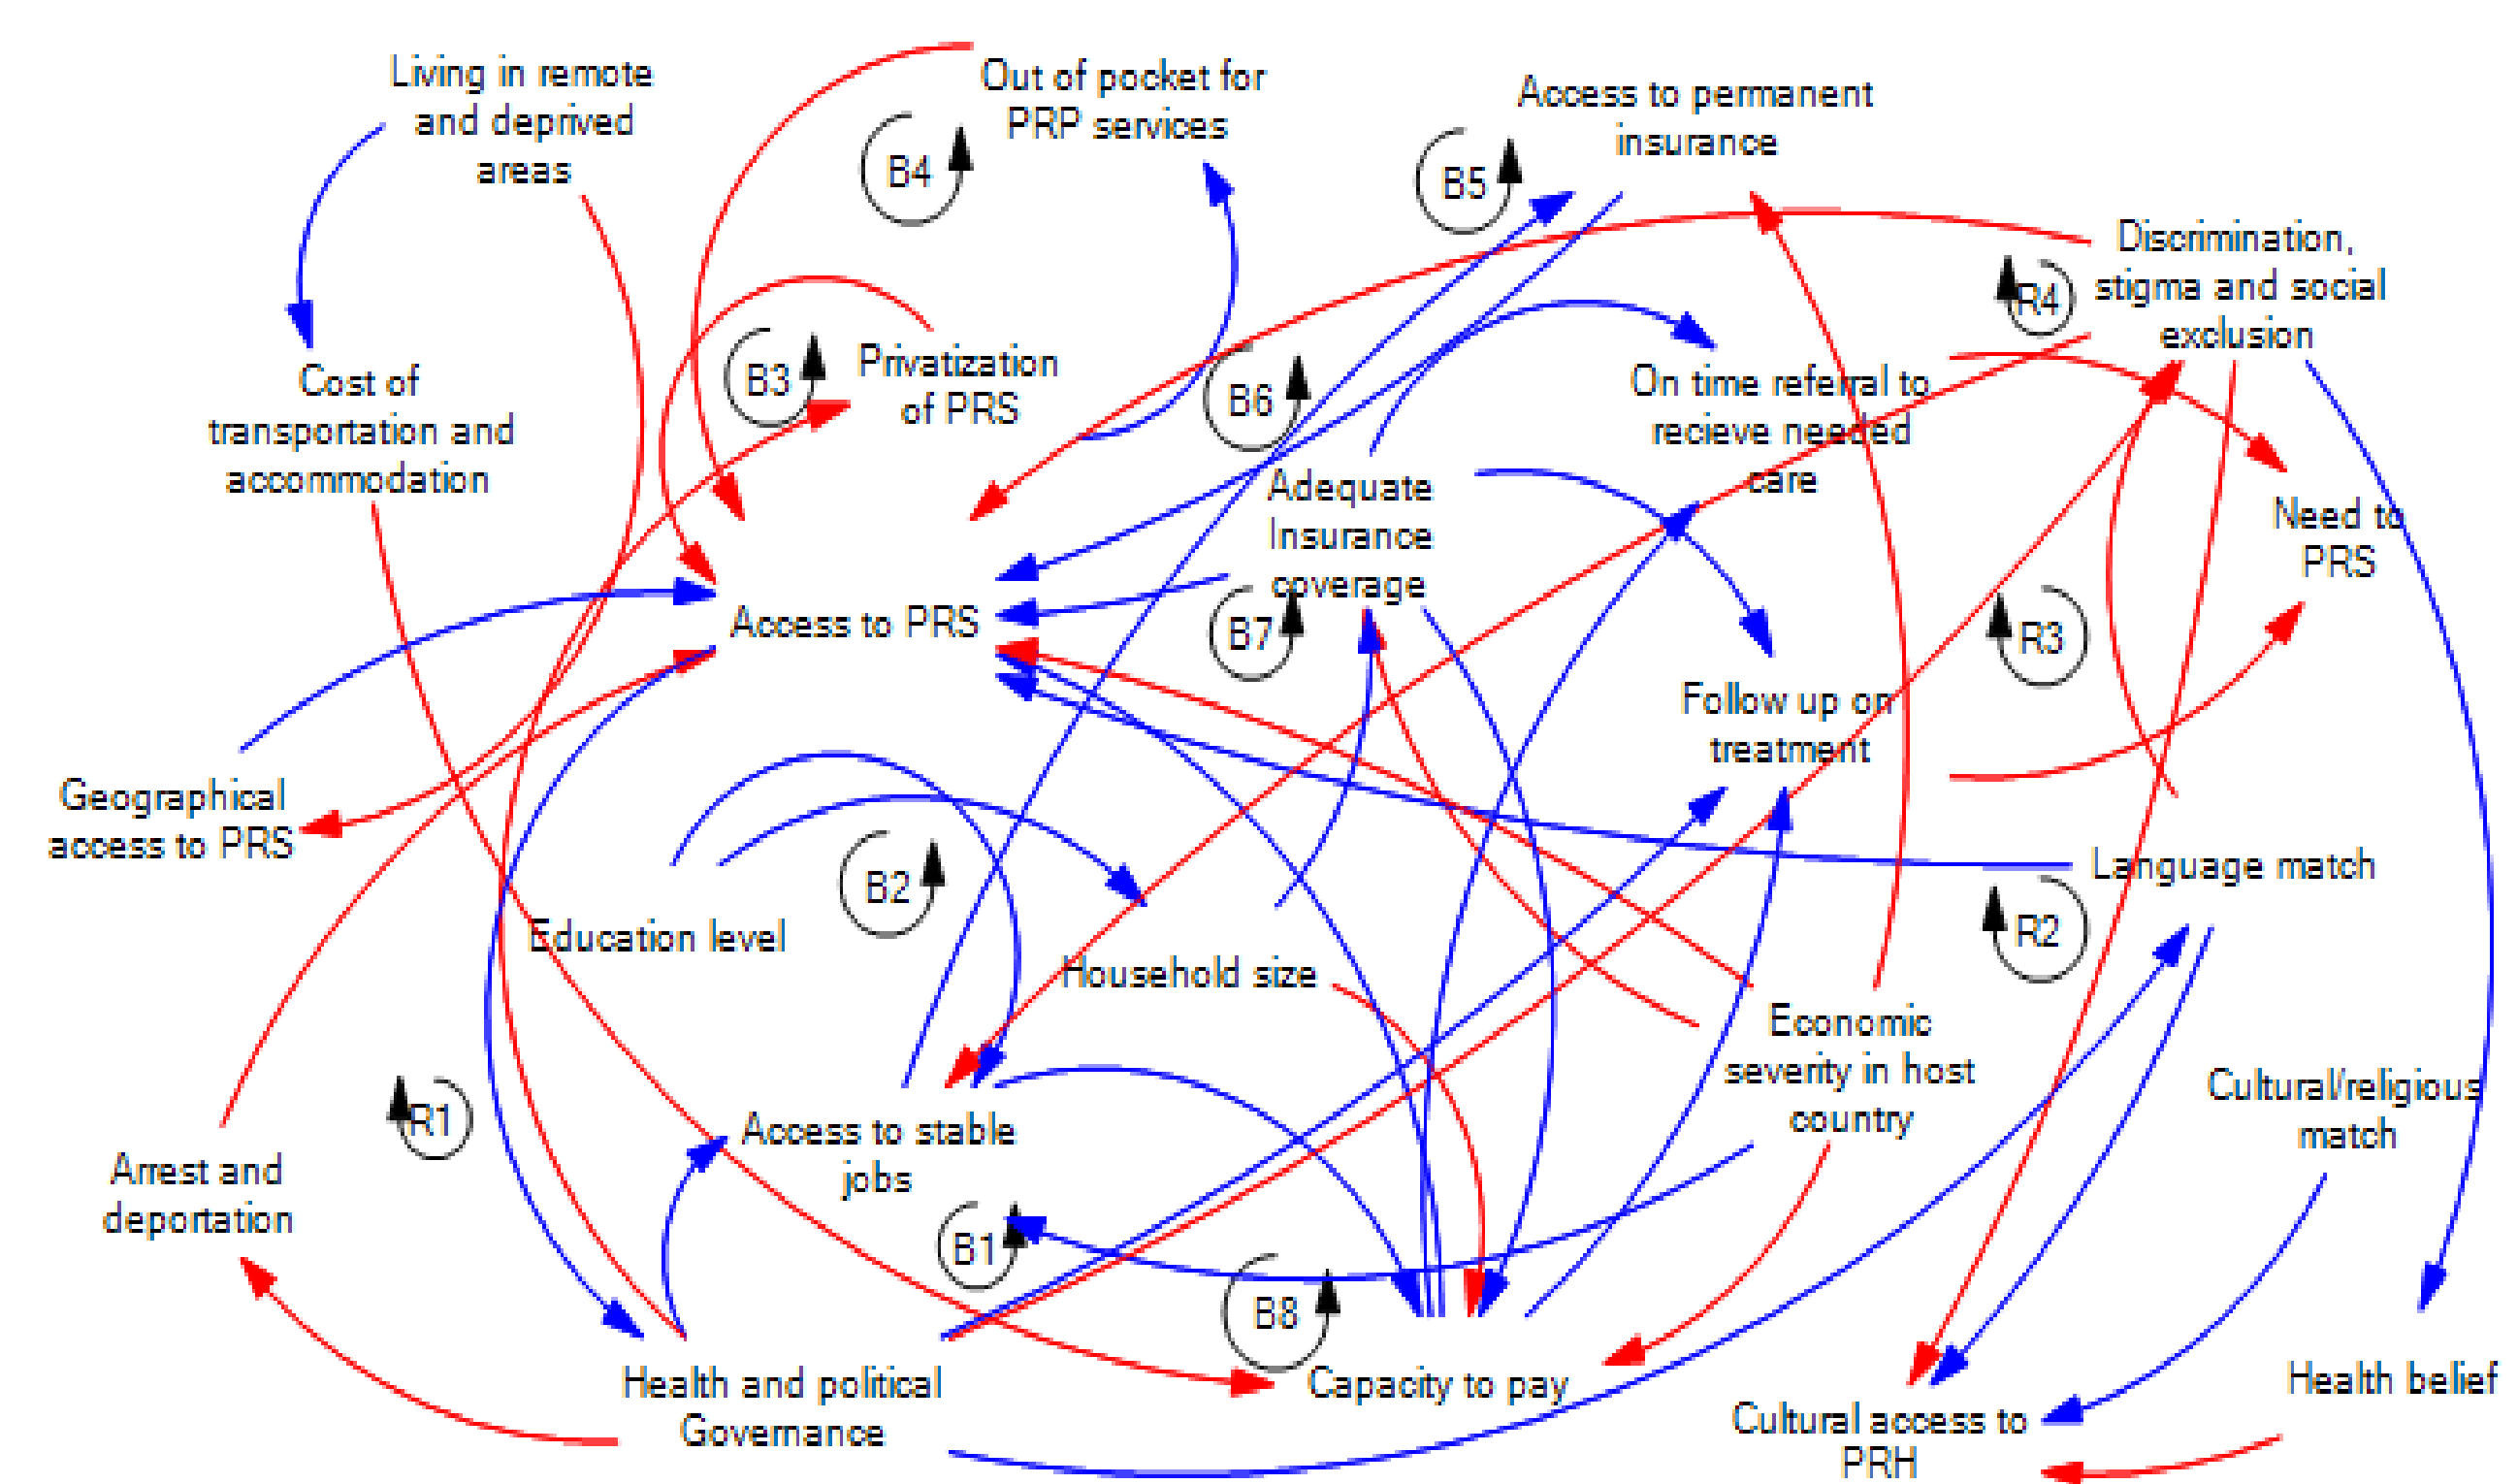 Living in remote
and deprived
areas
Out of pocket for
PRP services
Access to permanent
insurance
B4
B5
Discrimination,
stigma and social
exclusion
R4
Cost of
transportation and
accommodation
B3
Privatization
of PRS
B6
On time referral to
recieve needed
care
Adequate
Insurance
coverage
Need to
PRS
Access to PRS
B7
R3
Follow up on
treatment
Geographical
access to PRS
Language match
B2
R2
Education level
Household size
Economic
severity in host
country
Cultural/religious
match
R1
Access to stable
jobs
Arrest and
deportation
B1
B8
Health and political
Governance
Capacity to pay
Health belief
Cultural access to
PRH